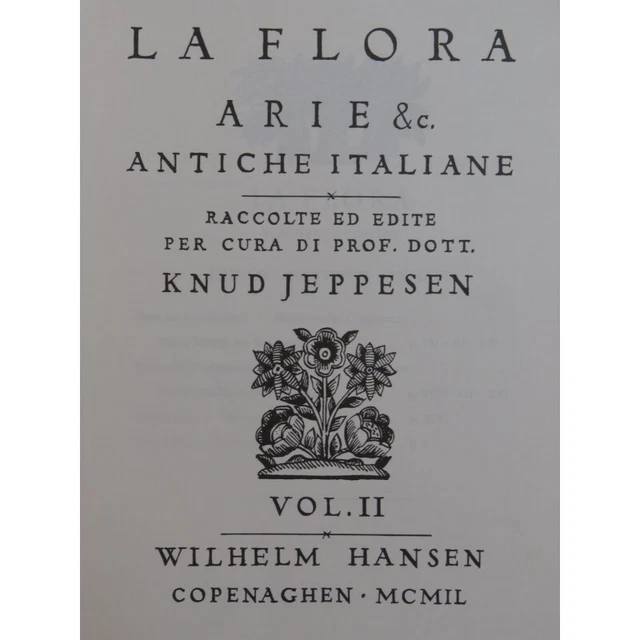 LA FLORA
ARIE &c.
ANTICHE ITALIANE
RACCOLTE ED EDITE
PER CURA DI PROF. DOTT.
KNUD JEPPESEN
VOL. II
WILHELM HANSEN
COPENAGHEN · MCMIL